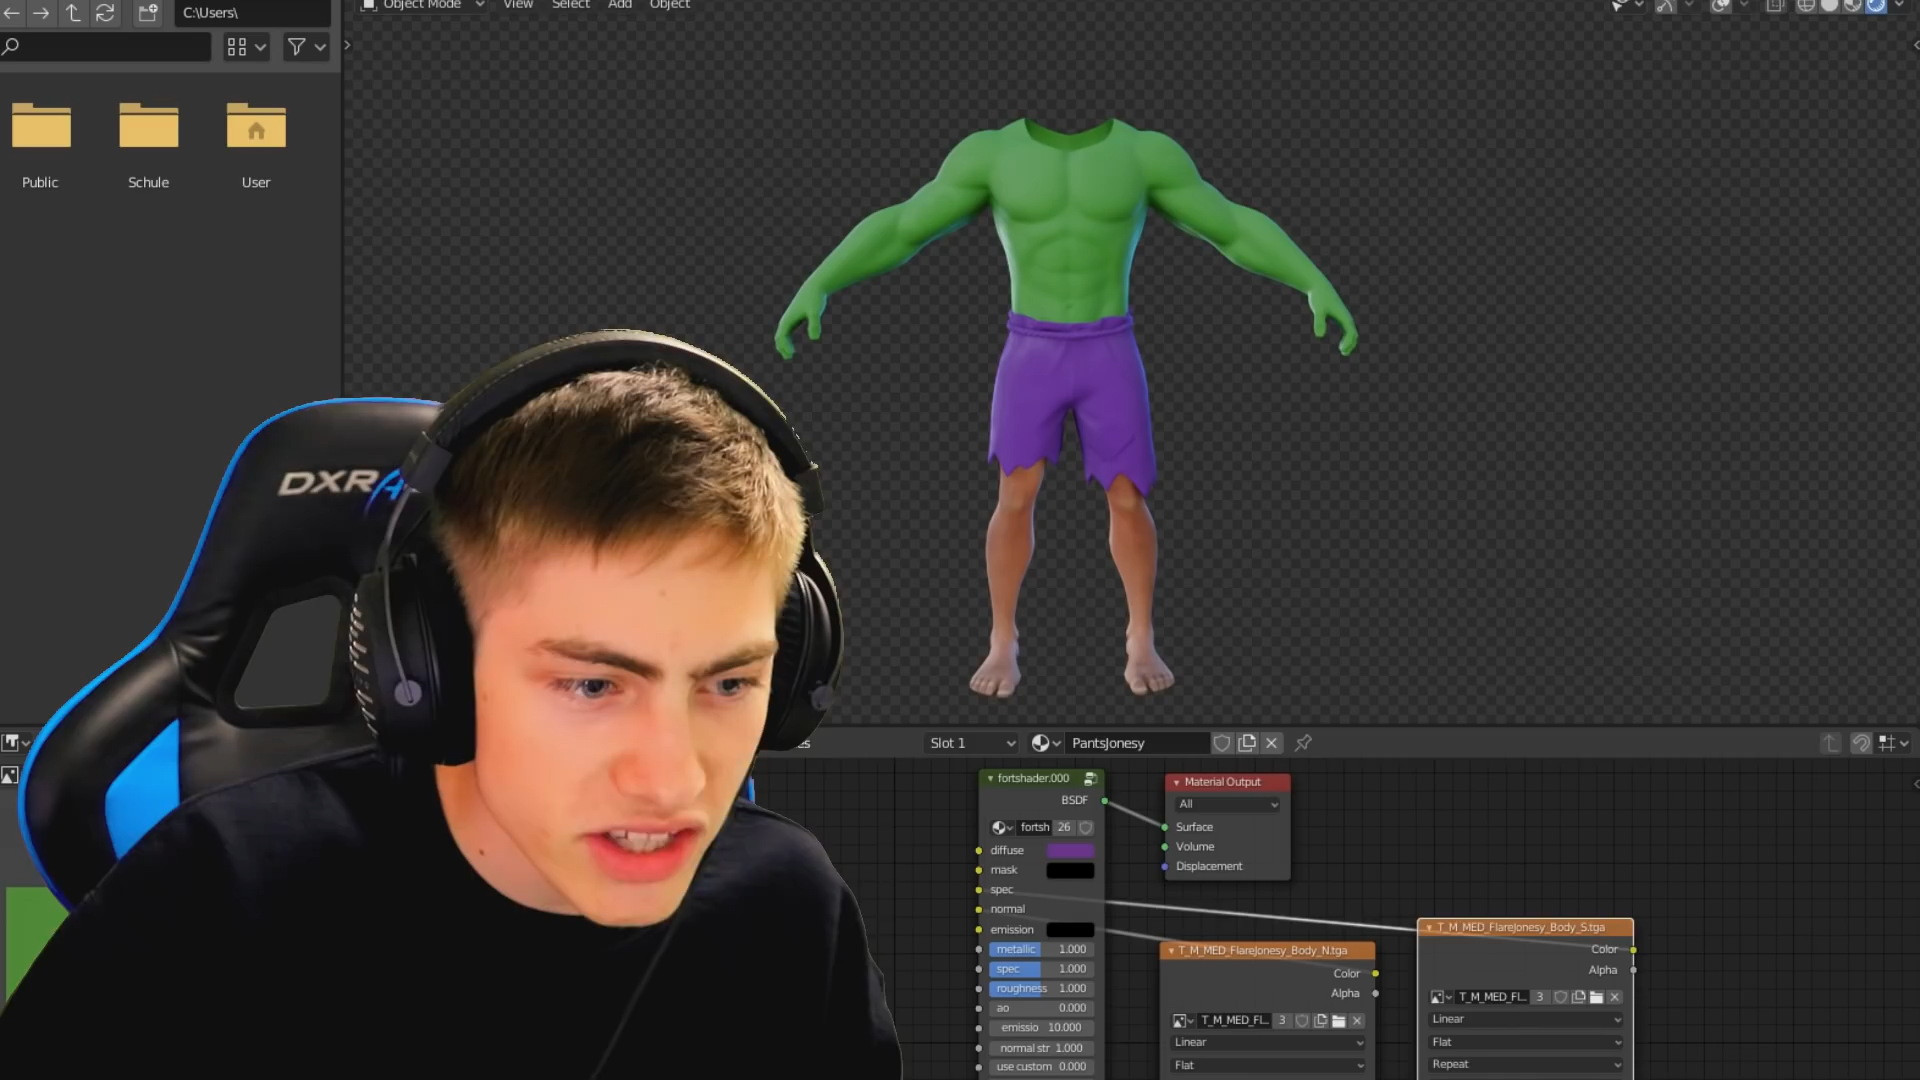 C:\Users\
Object Mode
View
Select
Add
Object
Public
Schule
User
DXR
Slot 1
PantsJonesy
fortshader.000
BSDF
fortsh
26
diffuse
mask
spec
normal
emission
metallic 1.000
spec 1.000
roughness 1.000
ao 0.000
emissio 10.000
normal str 1.000
use custom 0.000
Material Output
All
Surface
Volume
Displacement
T_M_MED_FlareJonesy_Body_N.tga
Color
Alpha
T_M_MED_Fl...
3
Linear
Flat
T_M_MED_FlareJonesy_Body_S.tga
Color
Alpha
T_M_MED_Fl...
3
Linear
Flat
Repeat